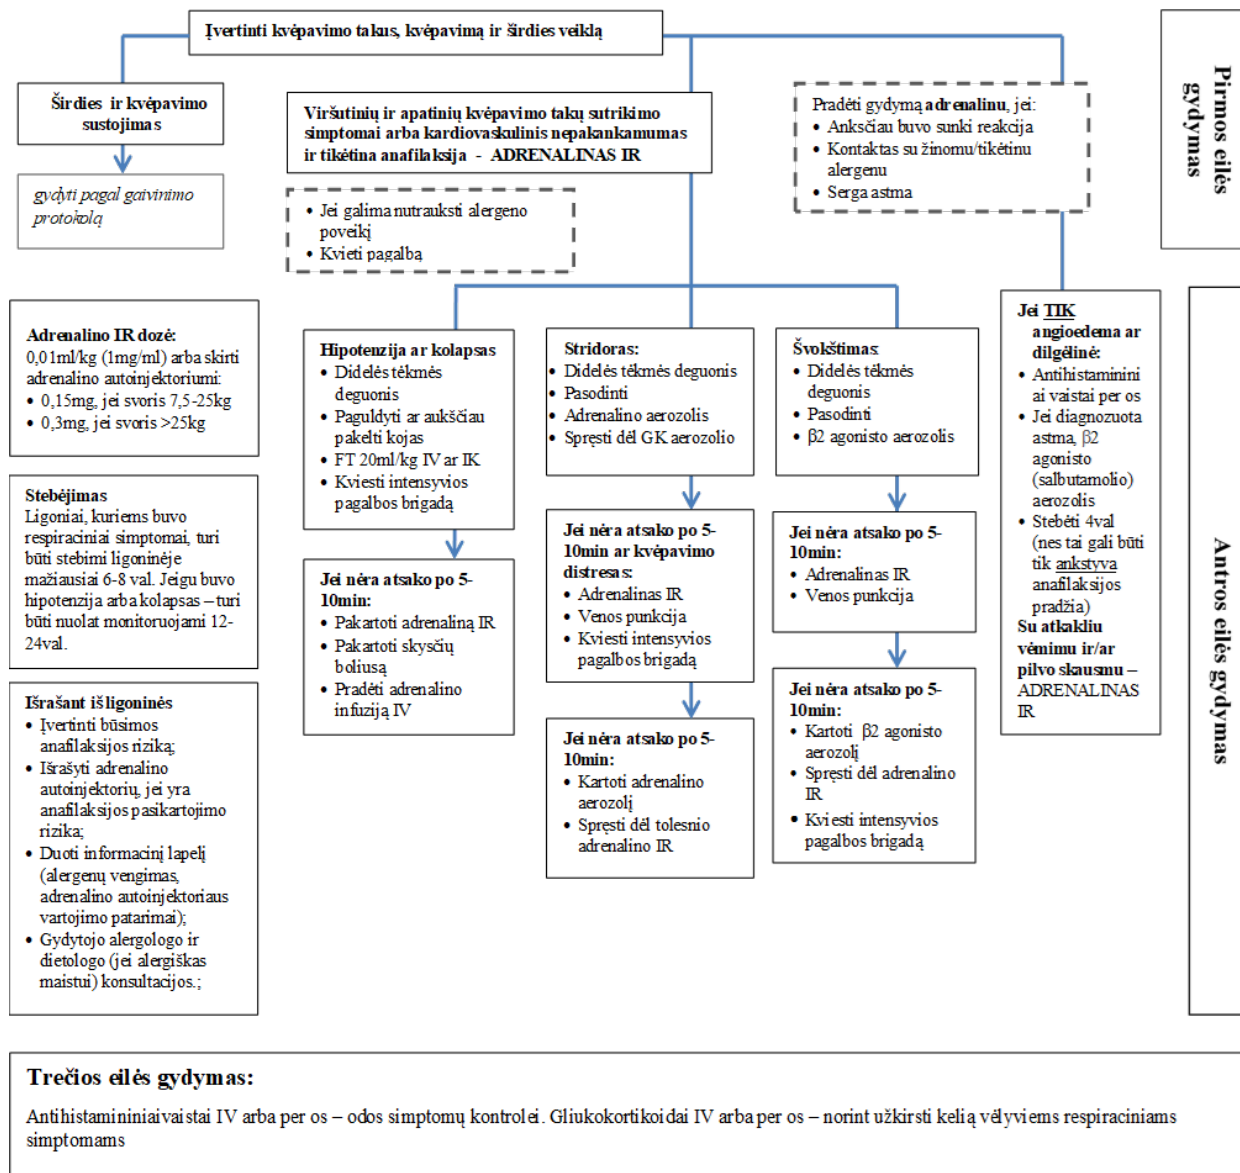 Įvertinti kvėpavimo takus, kvėpavimą ir širdies veiklą
Širdies ir kvėpavimo
sustojimas
gydyti pagal gaivinimo
protokolą
Viršutinių ir apatinių kvėpavimo takų sutrikimo
simptomai arba kardiovaskulinis nepakankamumas
ir tikėtina anafilaksija - ADRENALINAS IR
• Jei galima nutraukti alergeno
poveikį
• Kvieti pagalbą
Pradėti gydymą adrenalinu, jei:
• Anksčiau buvo sunki reakcija
• Kontaktas su žinomu/tikėtinu
alergenu
• Serga astma
Pirmos eilės
gydymas
Adrenalino IR dozė:
0,01ml/kg (1mg/ml) arba skirti
adrenalino autoinjektoriumi:
• 0,15mg, jei svoris 7,5-25kg
• 0,3mg, jei svoris >25kg
Stebėjimas
Ligoniai, kuriems buvo
respiraciniai simptomai, turi
būti stebimi ligoninėje
mažiausiai 6-8 val. Jeigu buvo
hipotenzija arba kolapsas – turi
būti nuolat monitoruojami 12-
24val.
Išrašant iš ligoninės
• Įvertinti būsimos
anafilaksijos riziką;
• Išrašyti adrenalino
autoinjektorių, jei yra
anafilaksijos pasikartojimo
rizika;
• Duoti informacinį lapelį
(alergenų vengimas,
adrenalino autoinjektoriaus
vartojimo patarimai);
• Gydytojo alergologo ir
dietologo (jei alergiškas
maistui) konsultacijos.;
Hipotenzija ar kolapsas
• Didelės tėkmės
deguonis
• Paguldyti ar aukščiau
pakelti kojas
• FT 20ml/kg IV ar IK
• Kviesti intensyvios
pagalbos brigadą
Jei nėra atsako po 5-
10min:
• Pakartoti adrenaliną IR
• Pakartoti skysčių
boliusą
• Pradėti adrenalino
infuziją IV
Stridoras:
• Didelės tėkmės deguonis
• Pasodinti
• Adrenalino aerozolis
• Spręsti dėl GK aerozolio
Jei nėra atsako po 5-
10min ar kvėpavimo
distresas:
• Adrenalinas IR
• Venos punkcija
• Kviesti intensyvios
pagalbos brigadą
Jei nėra atsako po 5-
10min:
• Kartoti adrenalino
aerozolį
• Spręsti dėl tolesnio
adrenalino IR
Švokštimas:
• Didelės tėkmės
deguonis
• Pasodinti
• β2 agonisto aerozolis
Jei nėra atsako po 5-
10min:
• Adrenalinas IR
• Venos punkcija
Jei nėra atsako po 5-
10min:
• Kartoti β2 agonisto
aerozolį
• Spręsti dėl adrenalino
IR
• Kviesti intensyvios
pagalbos brigadą
Jei TIK
angioedema ar
dilgėlinė:
• Antihistaminini
ai vaistai per os
• Jei diagnozuota
astma, β2
agonisto
(salbutamolio)
aerozolis
• Stebėti 4val
(nes tai gali būti
tik ankstyva
anafilaksijos
pradžia)
Su atkakliu
vėmimu ir/ar
pilvo skausmu –
ADRENALINAS
IR
Antros eilės gydymas
Trečios eilės gydymas:
Antihistamininiaivaistai IV arba per os – odos simptomų kontrolei. Gliukokortikoidai IV arba per os – norint užkirsti kelią vėlyviems respiraciniams
simptomams